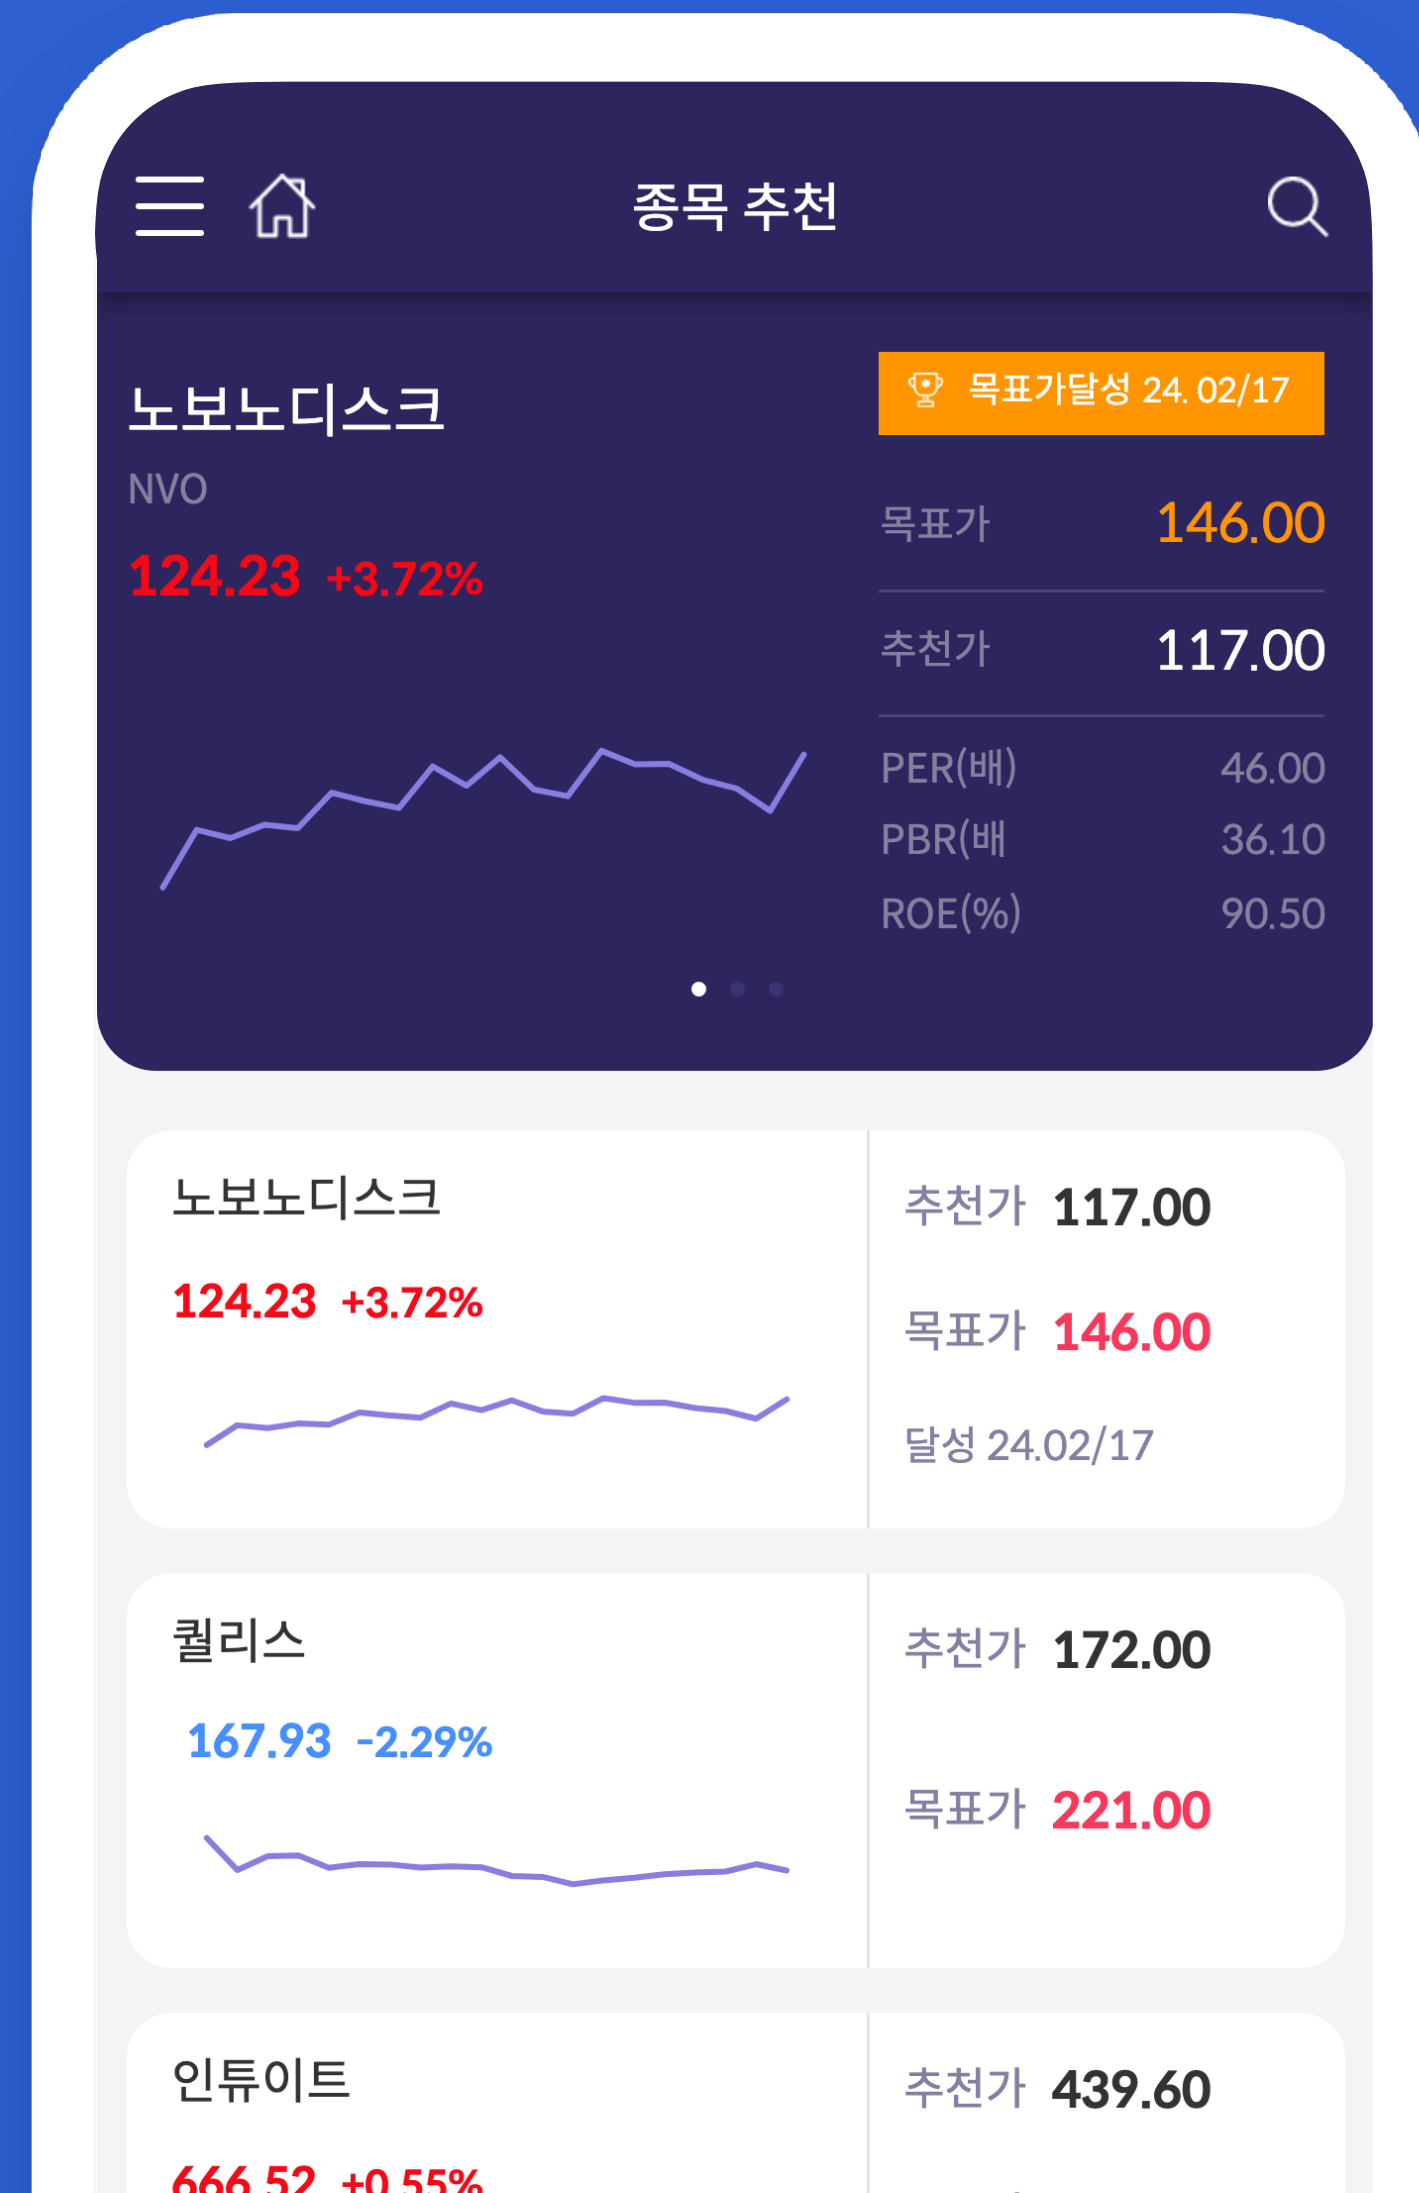 종목 추천
노보노디스크
NVO
124.23 +3.72%
목표가달성 24. 02/17
목표가 146.00
추천가 117.00
PER(배) 46.00
PBR(배 36.10
ROE(%) 90.50
노보노디스크
124.23 +3.72%
추천가 117.00
목표가 146.00
달성 24.02/17
퀄리스
167.93 -2.29%
추천가 172.00
목표가 221.00
인튜이트
666.52 +0.55%
추천가 439.60